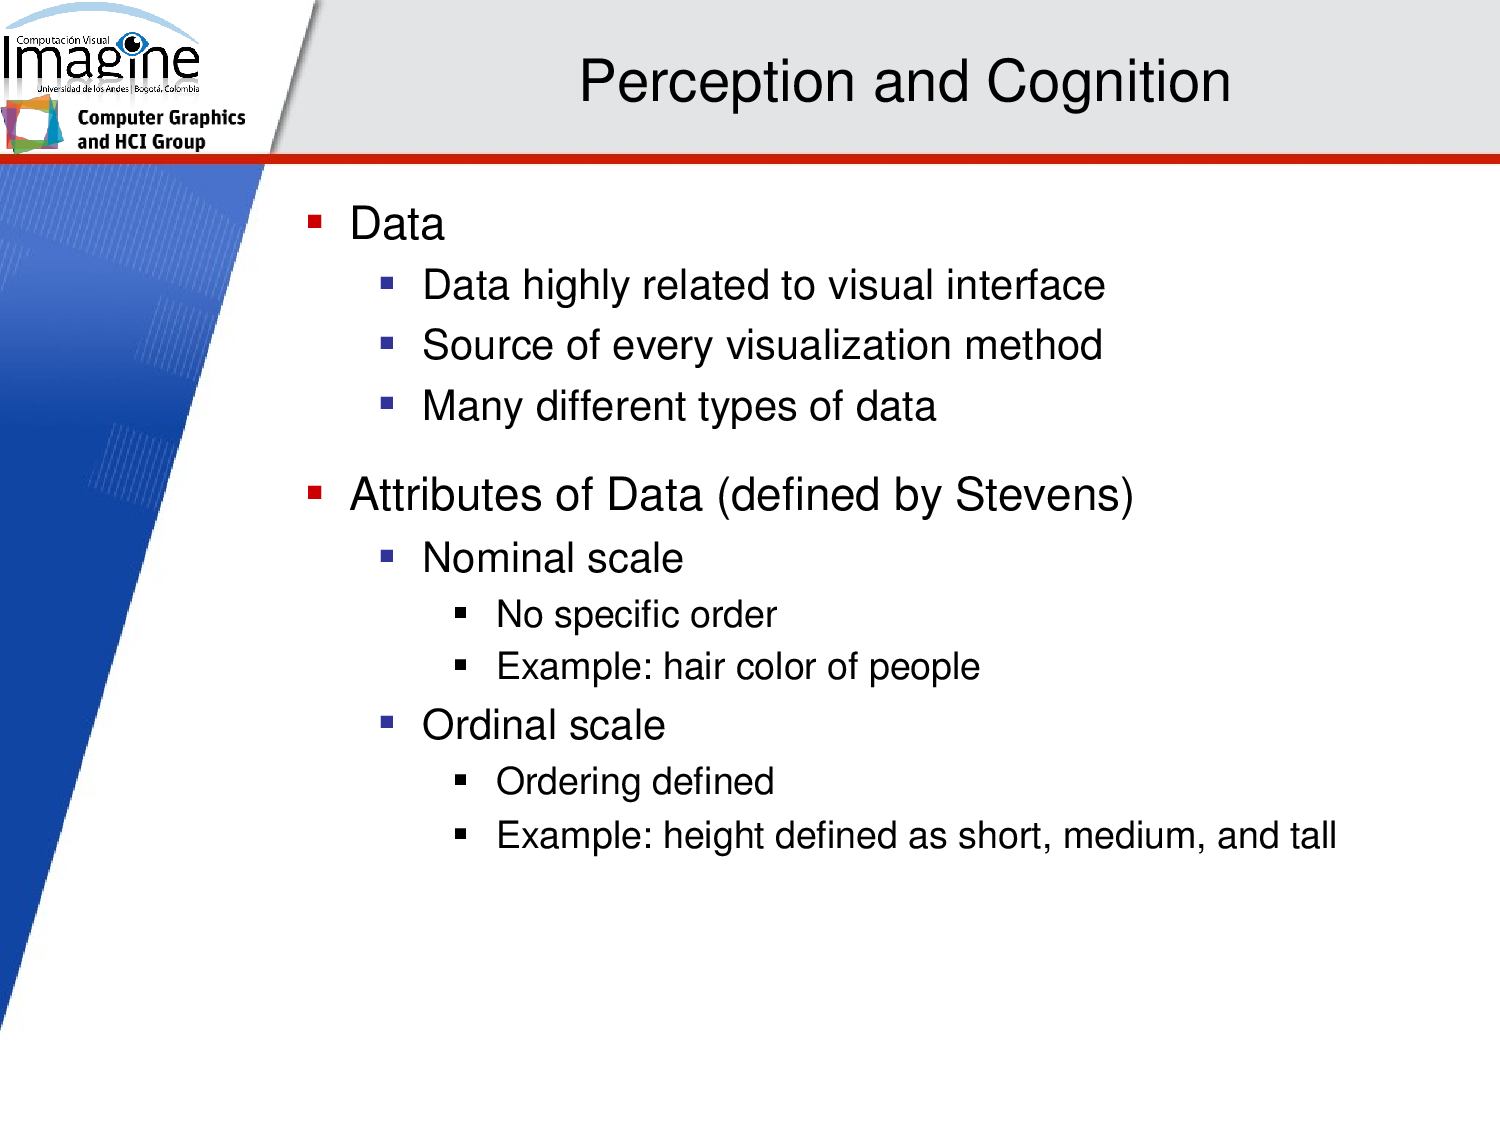 Computación Visual
Imagine
Universidad de los Andes | Bogotá, Colombia
Computer Graphics
and HCI Group
Perception and Cognition
Data
Data highly related to visual interface
Source of every visualization method
Many different types of data
Attributes of Data (defined by Stevens)
Nominal scale
No specific order
Example: hair color of people
Ordinal scale
Ordering defined
Example: height defined as short, medium, and tall